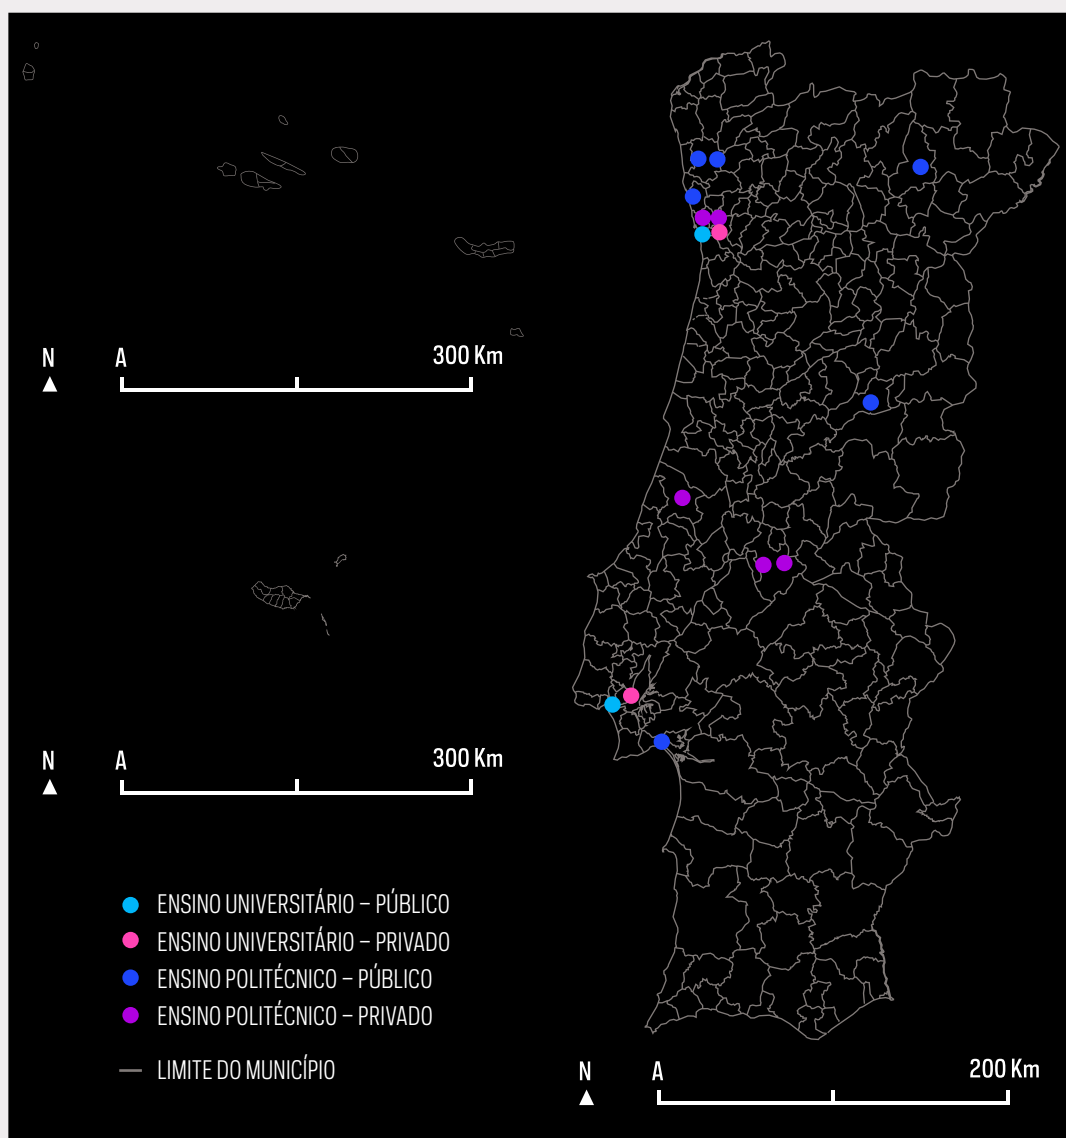 N A 300 Km
N A 300 Km
ENSINO UNIVERSITÁRIO – PÚBLICO
ENSINO UNIVERSITÁRIO – PRIVADO
ENSINO POLITÉCNICO – PÚBLICO
ENSINO POLITÉCNICO – PRIVADO
LIMITE DO MUNICÍPIO
N A 200 Km